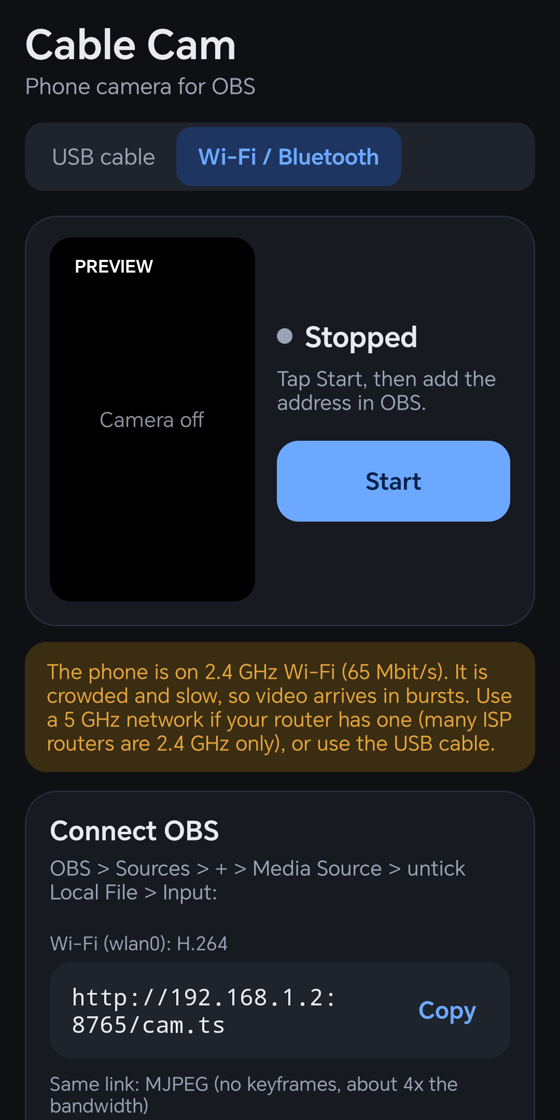 Cable Cam
Phone camera for OBS
USB cable
Wi-Fi / Bluetooth
PREVIEW
Camera off
Stopped
Tap Start, then add the
address in OBS.
Start
The phone is on 2.4 GHz Wi-Fi (65 Mbit/s). It is
crowded and slow, so video arrives in bursts. Use
a 5 GHz network if your router has one (many ISP
routers are 2.4 GHz only), or use the USB cable.
Connect OBS
OBS > Sources > + > Media Source > untick
Local File > Input:
Wi-Fi (wlan0): H.264
http://192.168.1.2:
8765/cam.ts
Copy
Same link: MJPEG (no keyframes, about 4x the
bandwidth)